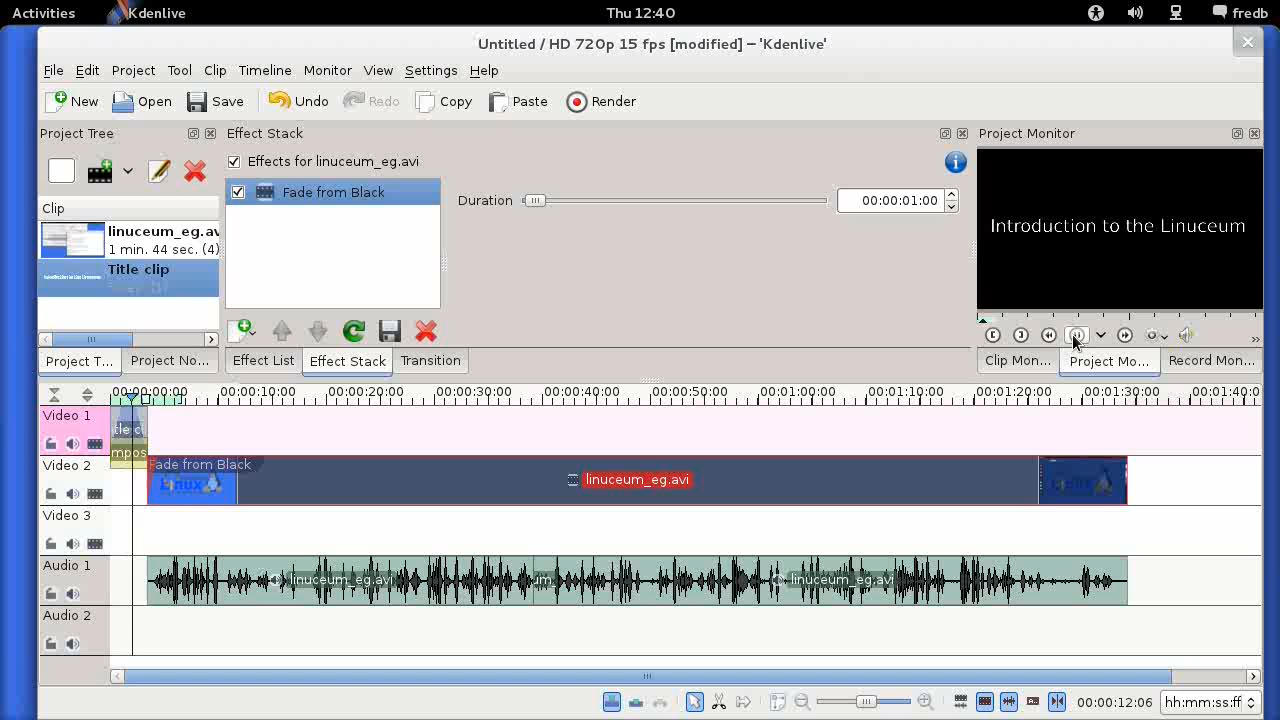 Activities Kdenlive Thu 12:40 fredb
Untitled / HD 720p 15 fps [modified] – 'Kdenlive'
File Edit Project Tool Clip Timeline Monitor View Settings Help
New Open Save Undo Redo Copy Paste Render
Project Tree Effect Stack Project Monitor
Effects for linuceum_eg.avi
Fade from Black
Duration 00:00:01:00
Clip
linuceum_eg.av
1 min. 44 sec. (4)
Title clip
Introduction to the Linuceum
Project T... Project No... Effect List Effect Stack Transition Clip Mon... Project Mo... Record Mon...
00:00:00:00 00:00:10:00 00:00:20:00 00:00:30:00 00:00:40:00 00:00:50:00 00:01:00:00 00:01:10:00 00:01:20:00 00:01:30:00 00:01:40:0
Video 1
tle cl
mpos
Video 2
Fade from Black
linuceum_eg.avi
Video 3
Audio 1
linuceum_eg.avi um linuceum_eg.avi
Audio 2
00:00:12:06 hh:mm:ss:ff